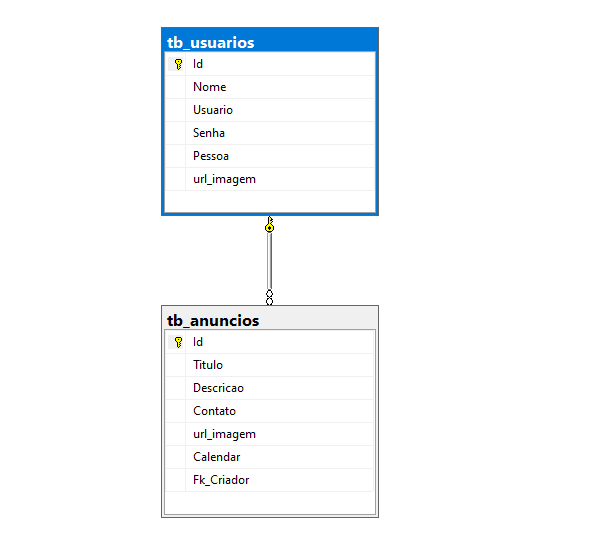 tb_usuarios
Id
Nome
Usuario
Senha
Pessoa
url_imagem
tb_anuncios
Id
Titulo
Descricao
Contato
url_imagem
Calendar
Fk_Criador